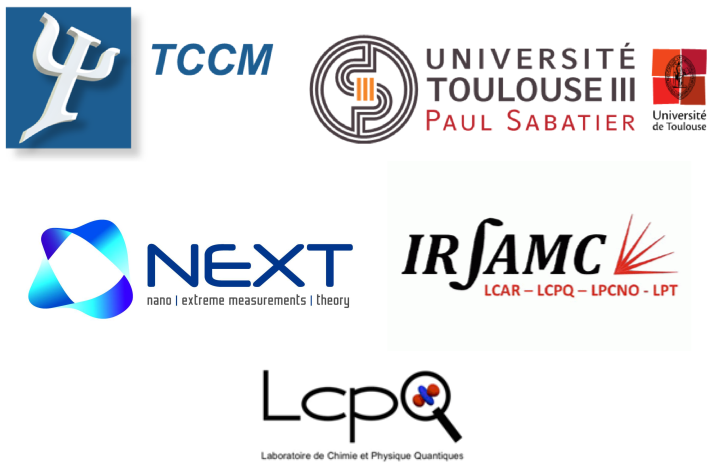 TCCM
UNIVERSITÉ
TOULOUSE III
PAUL SABATIER
Université
de Toulouse
NEXT
nano | extreme measurements | theory
IRSAMC
LCAR – LCPQ – LPCNO - LPT
LcpQ
Laboratoire de Chimie et Physique Quantiques